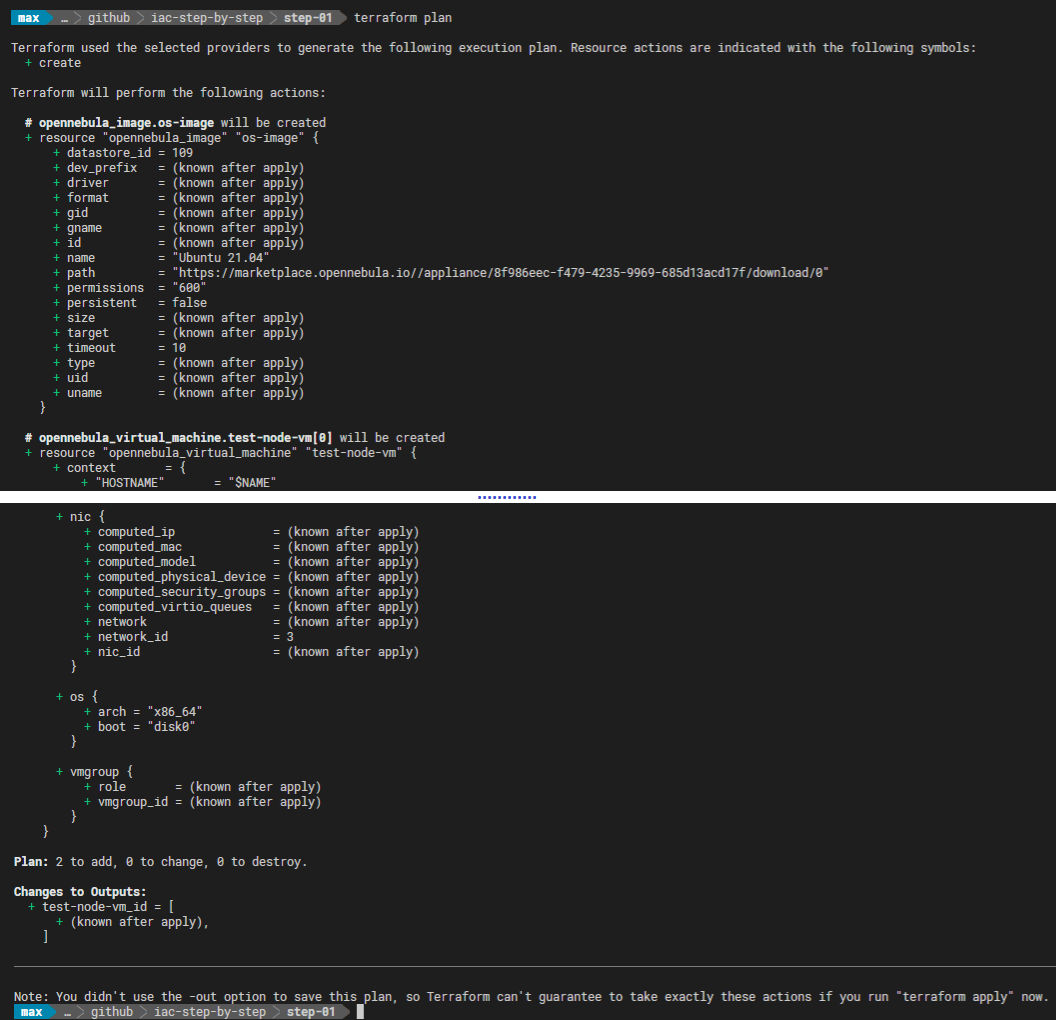 max … github iac-step-by-step step-01 terraform plan
Terraform used the selected providers to generate the following execution plan. Resource actions are indicated with the following symbols:
  + create
Terraform will perform the following actions:
  # opennebula_image.os-image will be created
  + resource "opennebula_image" "os-image" {
      + datastore_id = 109
      + dev_prefix   = (known after apply)
      + driver       = (known after apply)
      + format       = (known after apply)
      + gid          = (known after apply)
      + gname        = (known after apply)
      + id           = (known after apply)
      + name         = "Ubuntu 21.04"
      + path         = "https://marketplace.opennebula.io//appliance/8f986eec-f479-4235-9969-685d13acd17f/download/0"
      + permissions  = "600"
      + persistent   = false
      + size         = (known after apply)
      + target       = (known after apply)
      + timeout      = 10
      + type         = (known after apply)
      + uid          = (known after apply)
      + uname        = (known after apply)
    }
  # opennebula_virtual_machine.test-node-vm[0] will be created
  + resource "opennebula_virtual_machine" "test-node-vm" {
      + context       = {
          + "HOSTNAME"       = "$NAME"
      + nic {
          + computed_ip              = (known after apply)
          + computed_mac             = (known after apply)
          + computed_model           = (known after apply)
          + computed_physical_device = (known after apply)
          + computed_security_groups = (known after apply)
          + computed_virtio_queues   = (known after apply)
          + network                  = (known after apply)
          + network_id               = 3
          + nic_id                   = (known after apply)
        }
      + os {
          + arch = "x86_64"
          + boot = "disk0"
        }
      + vmgroup {
          + role       = (known after apply)
          + vmgroup_id = (known after apply)
        }
    }
Plan: 2 to add, 0 to change, 0 to destroy.
Changes to Outputs:
  + test-node-vm_id = [
      + (known after apply),
    ]
Note: You didn't use the -out option to save this plan, so Terraform can't guarantee to take exactly these actions if you run "terraform apply" now.
max … github iac-step-by-step step-01